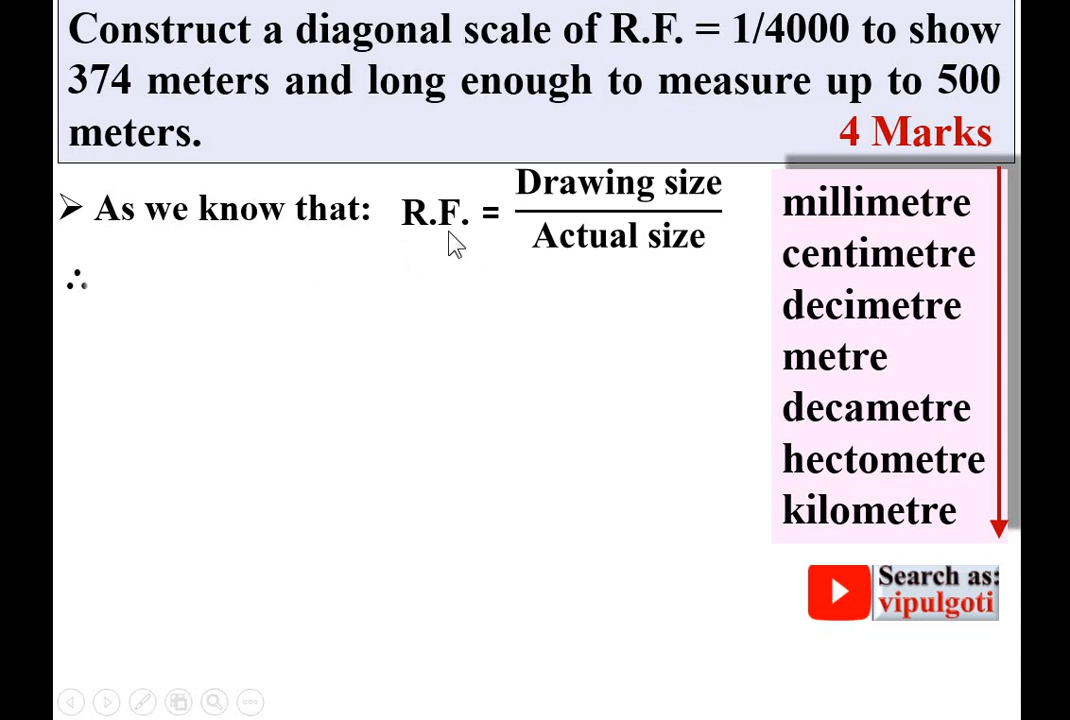 Construct a diagonal scale of R.F. = 1/4000 to show
374 meters and long enough to measure up to 500
meters. 4 Marks
➢ As we know that: R.F. = Drawing size
Actual size
∴
millimetre
centimetre
decimetre
metre
decametre
hectometre
kilometre
Search as:
vipulgoti